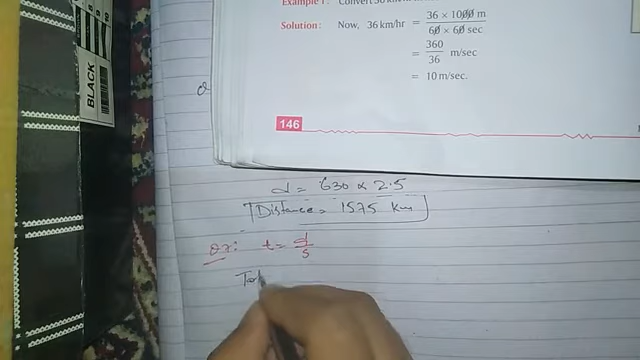 BLACK
Solution: Now, 36 km/hr = 36 × 1000 m / 60 × 60 sec
= 360 / 36 m/sec
= 10 m/sec.
146
d = 630 × 2.5
Distance = 1575 km
t = d / s